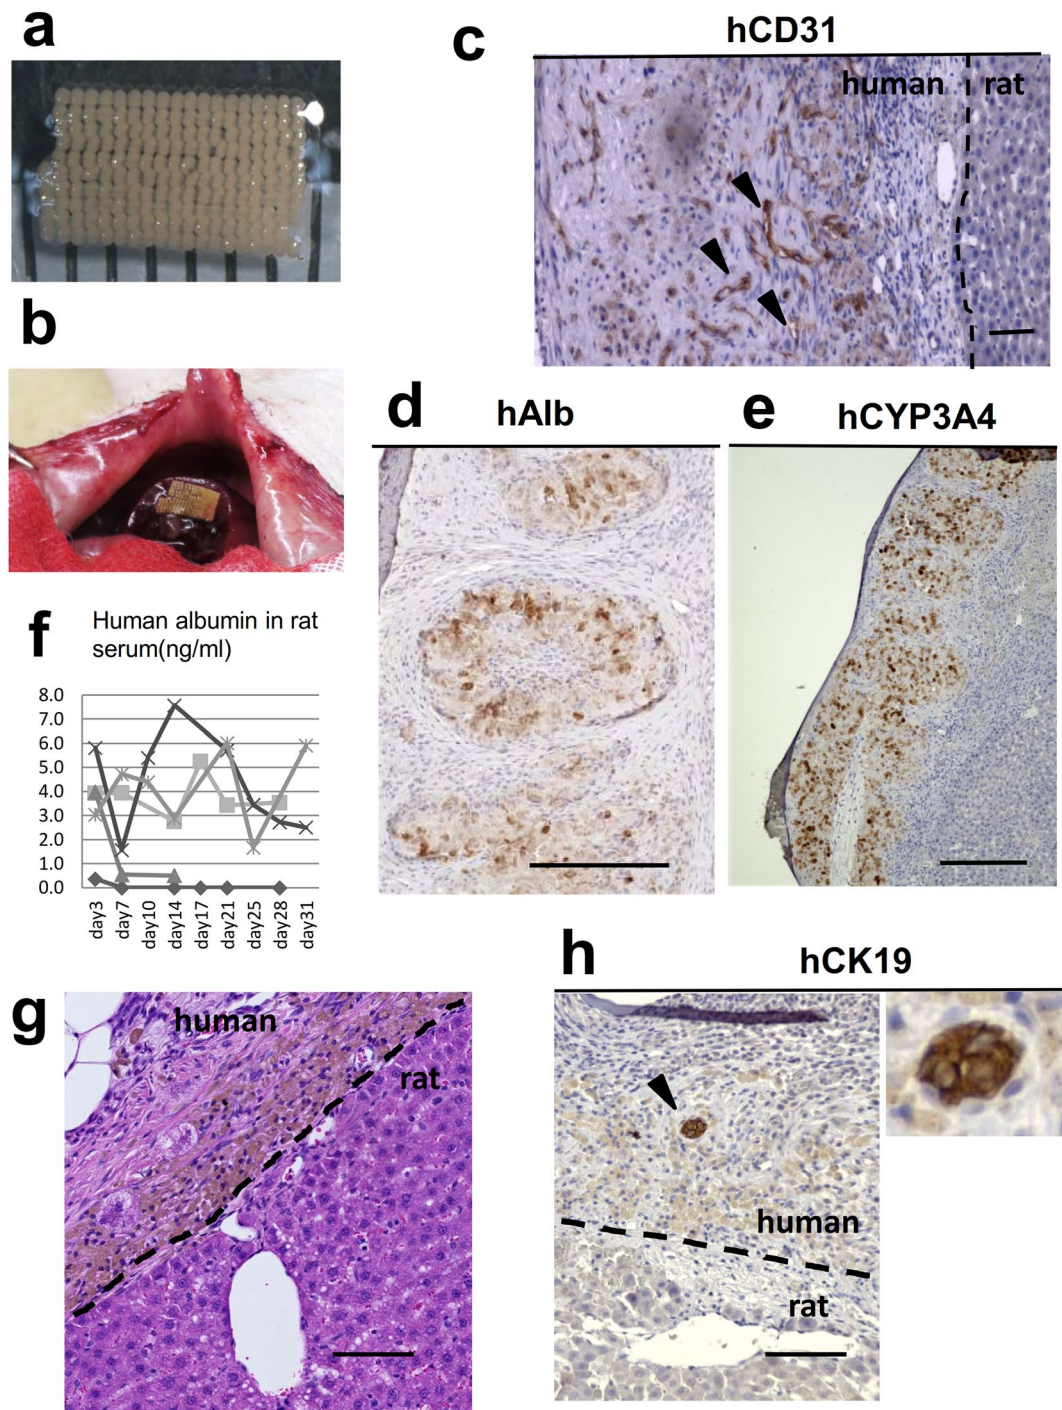 a
b
c
hCD31
human
rat
d
hAlb
e
hCYP3A4
f
Human albumin in rat
serum(ng/ml)
8.0
7.0
6.0
5.0
4.0
3.0
2.0
1.0
0.0
day3
day7
day10
day14
day17
day21
day25
day28
day31
g
human
rat
h
hCK19
human
rat